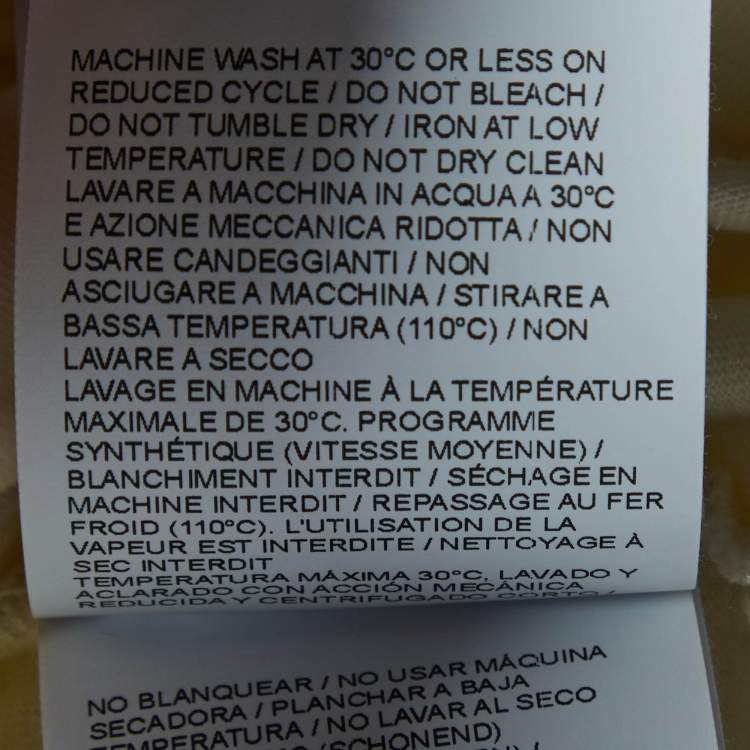 MACHINE WASH AT 30°C OR LESS ON
REDUCED CYCLE / DO NOT BLEACH /
DO NOT TUMBLE DRY / IRON AT LOW
TEMPERATURE / DO NOT DRY CLEAN
LAVARE A MACCHINA IN ACQUA A 30°C
E AZIONE MECCANICA RIDOTTA / NON
USARE CANDEGGIANTI / NON
ASCIUGARE A MACCHINA / STIRARE A
BASSA TEMPERATURA (110°C) / NON
LAVARE A SECCO
LAVAGE EN MACHINE À LA TEMPÉRATURE
MAXIMALE DE 30°C. PROGRAMME
SYNTHÉTIQUE (VITESSE MOYENNE) /
BLANCHIMENT INTERDIT / SÉCHAGE EN
MACHINE INTERDIT / REPASSAGE AU FER
FROID (110°C). L'UTILISATION DE LA
VAPEUR EST INTERDITE / NETTOYAGE À
SEC INTERDIT
TEMPERATURA MÁXIMA 30°C, LAVADO Y
ACLARADO CON ACCIÓN MECÁNICA
REDUCIDA Y CENTRIFUGADO CORTO /
NO BLANQUEAR / NO USAR MÁQUINA
SECADORA / PLANCHAR A BAJA
TEMPERATURA / NO LAVAR AL SECO
(SCHONEND)